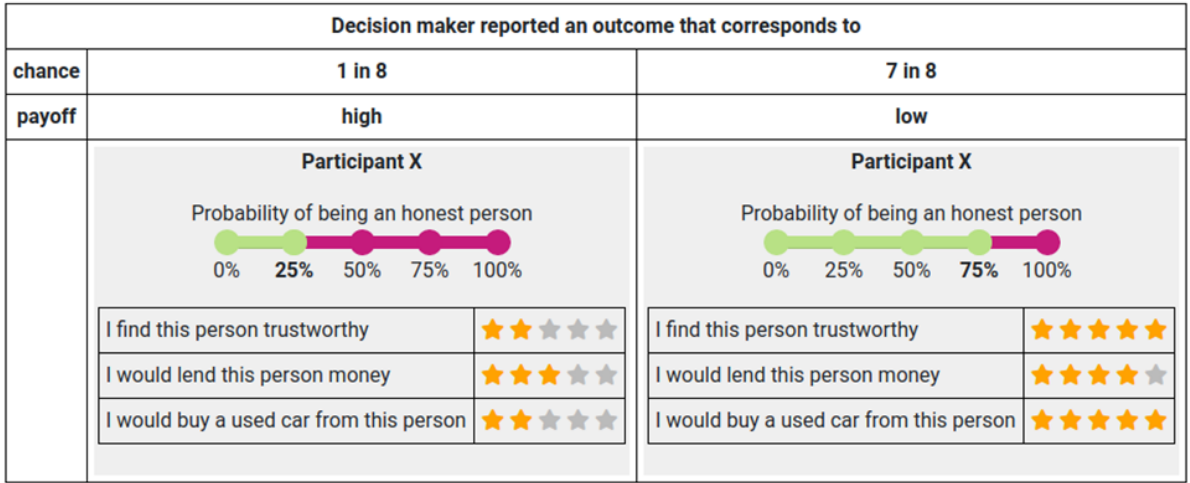 Decision maker reported an outcome that corresponds to
chance 1 in 8 7 in 8
payoff high low
Participant X Participant X
Probability of being an honest person Probability of being an honest person
0% 25% 50% 75% 100% 0% 25% 50% 75% 100%
I find this person trustworthy I find this person trustworthy
I would lend this person money I would lend this person money
I would buy a used car from this person I would buy a used car from this person